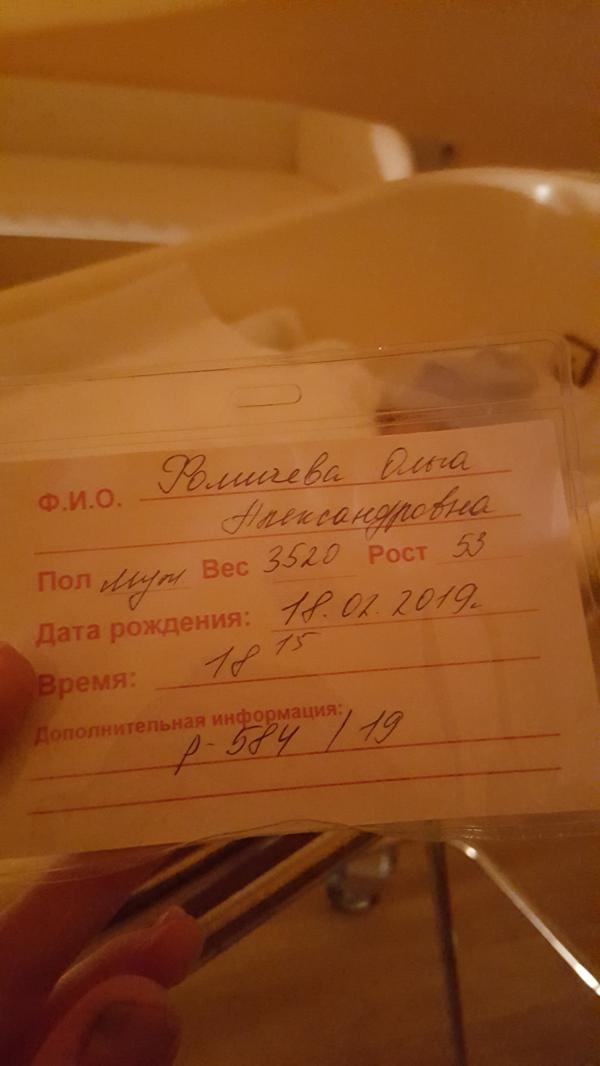 Ф.И.О. Фомичева Ольга
Александровна
Пол муж Вес 3520 Рост 53
Дата рождения: 18.02.2019г.
Время: 18 15
Дополнительная информация:
р-584 / 19